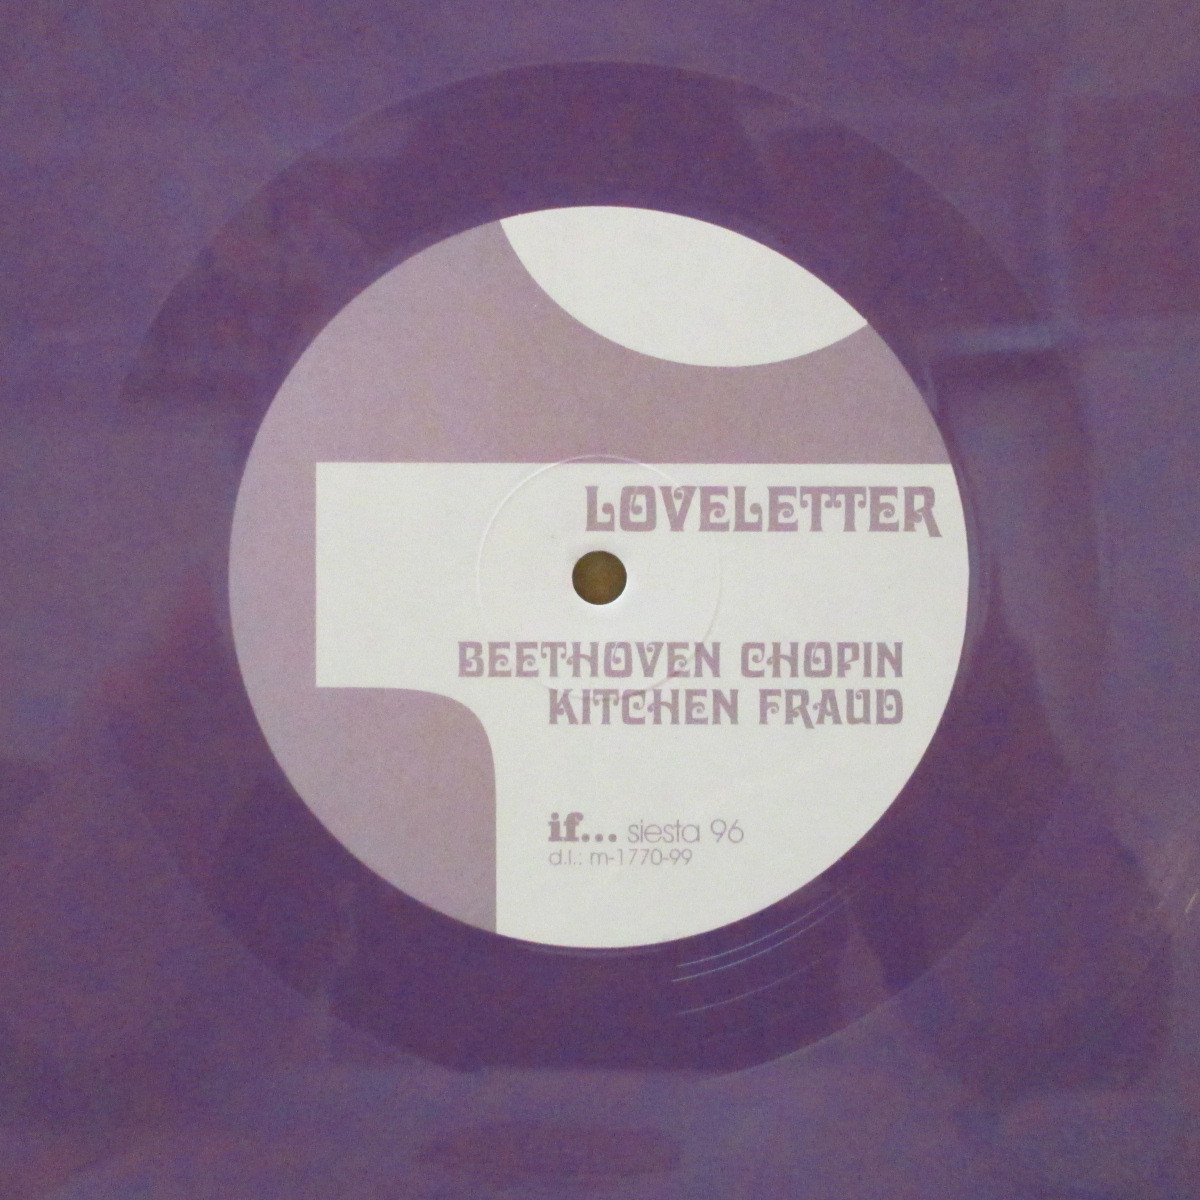 LOVELETTER
BEETHOVEN CHOPIN
KITCHEN FRAUD
if... siesta 96
d.l.: m-1770-99